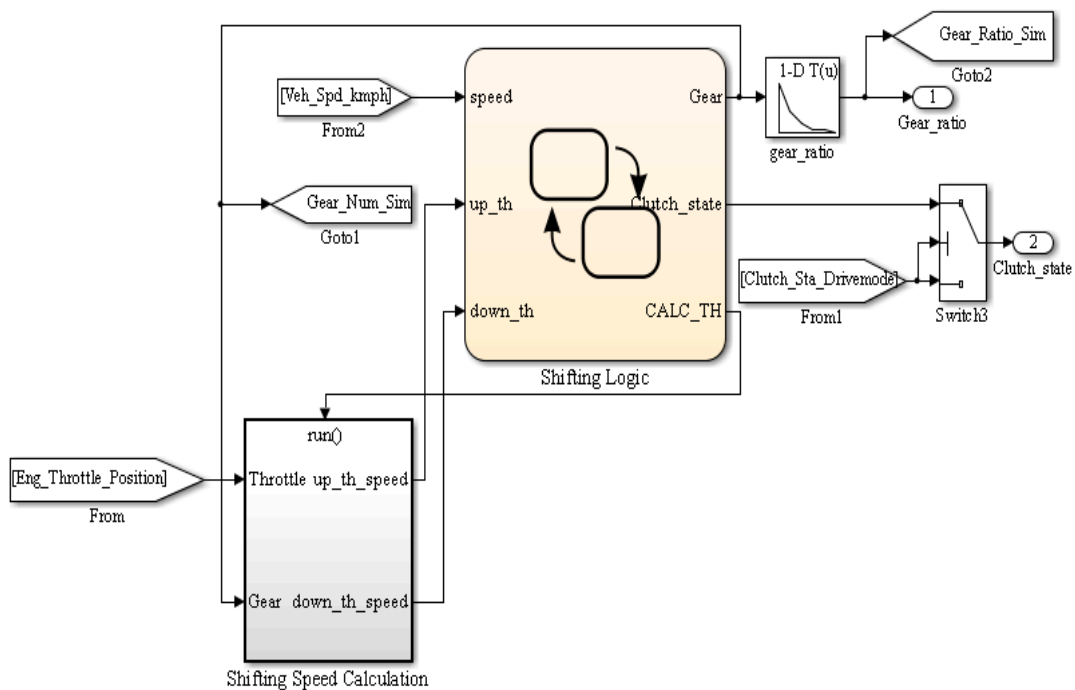 Gear_Ratio_Sim
Goto2
1-D T(u)
gear_ratio
1
Gear_ratio
[Veh_Spd_kmph]
From2
speed
Gear
Gear_Num_Sim
Goto1
up_th
Clutch_state
down_th
CALC_TH
Shifting Logic
[Clutch_Sta_Drivemode]
From1
Switch3
2
Clutch_state
run()
[Eng_Throttle_Position]
From
Throttle up_th_speed
Gear down_th_speed
Shifting Speed Calculation